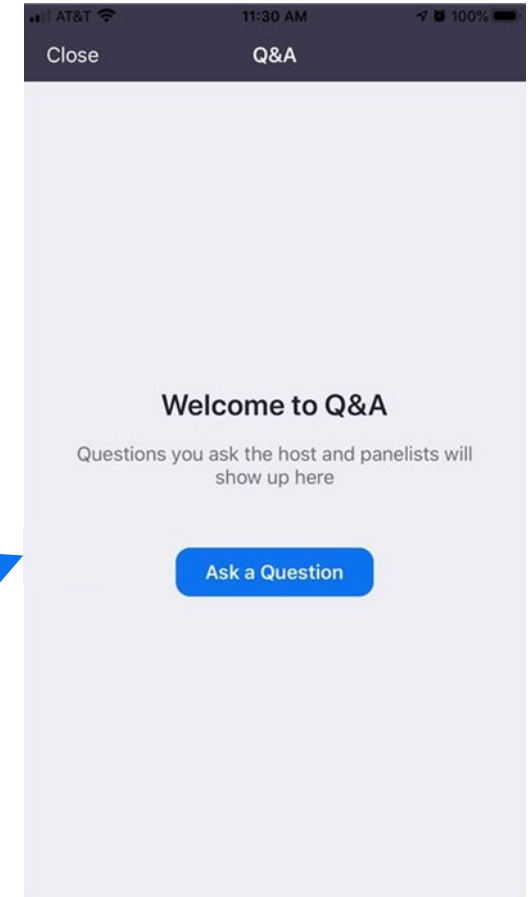 AT&T 11:30 AM 100%
Close Q&A
Welcome to Q&A
Questions you ask the host and panelists will
show up here
Ask a Question